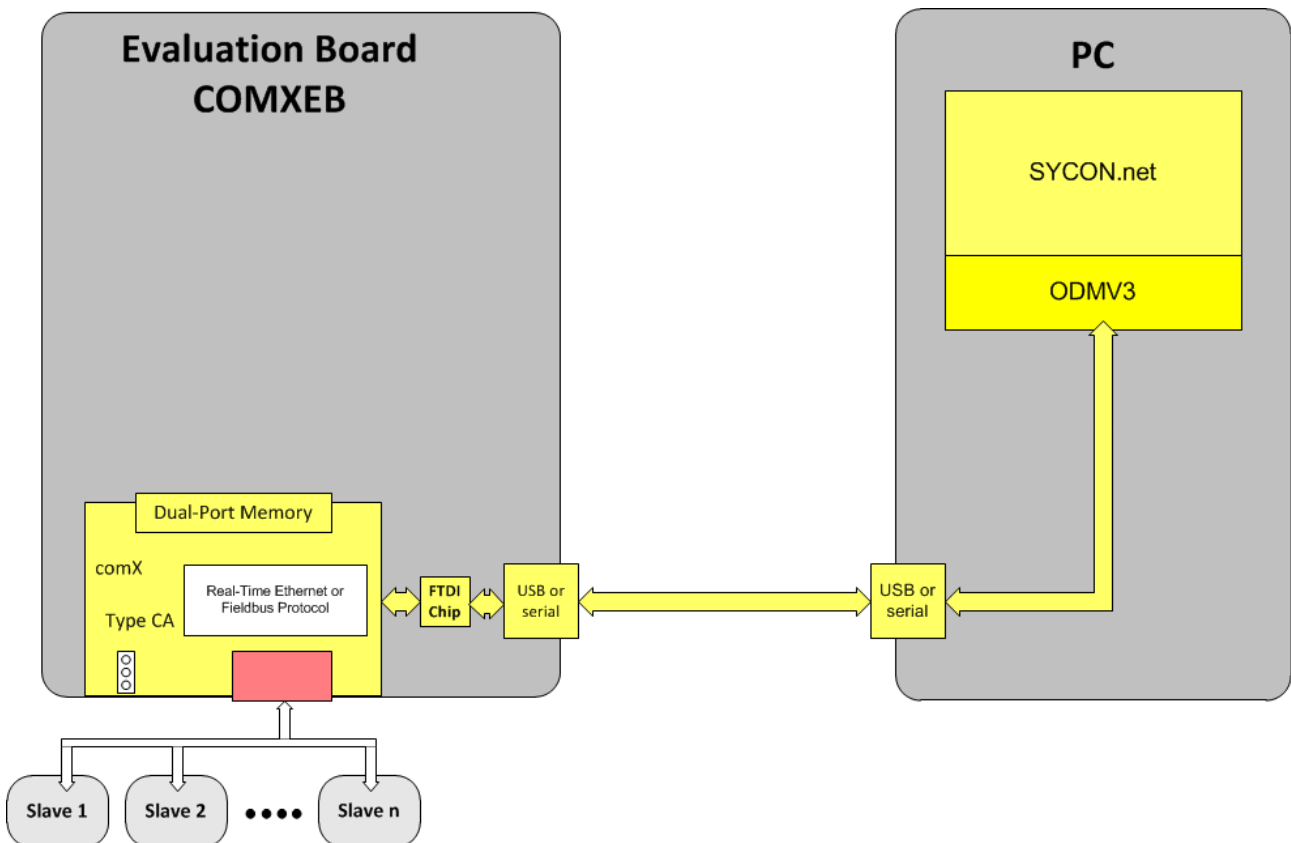 Evaluation Board
COMXEB
PC
SYCON.net
ODMV3
Dual-Port Memory
comX
Real-Time Ethernet or
Fieldbus Protocol
Type CA
FTDI
Chip
USB or
serial
USB or
serial
Slave 1
Slave 2
Slave n